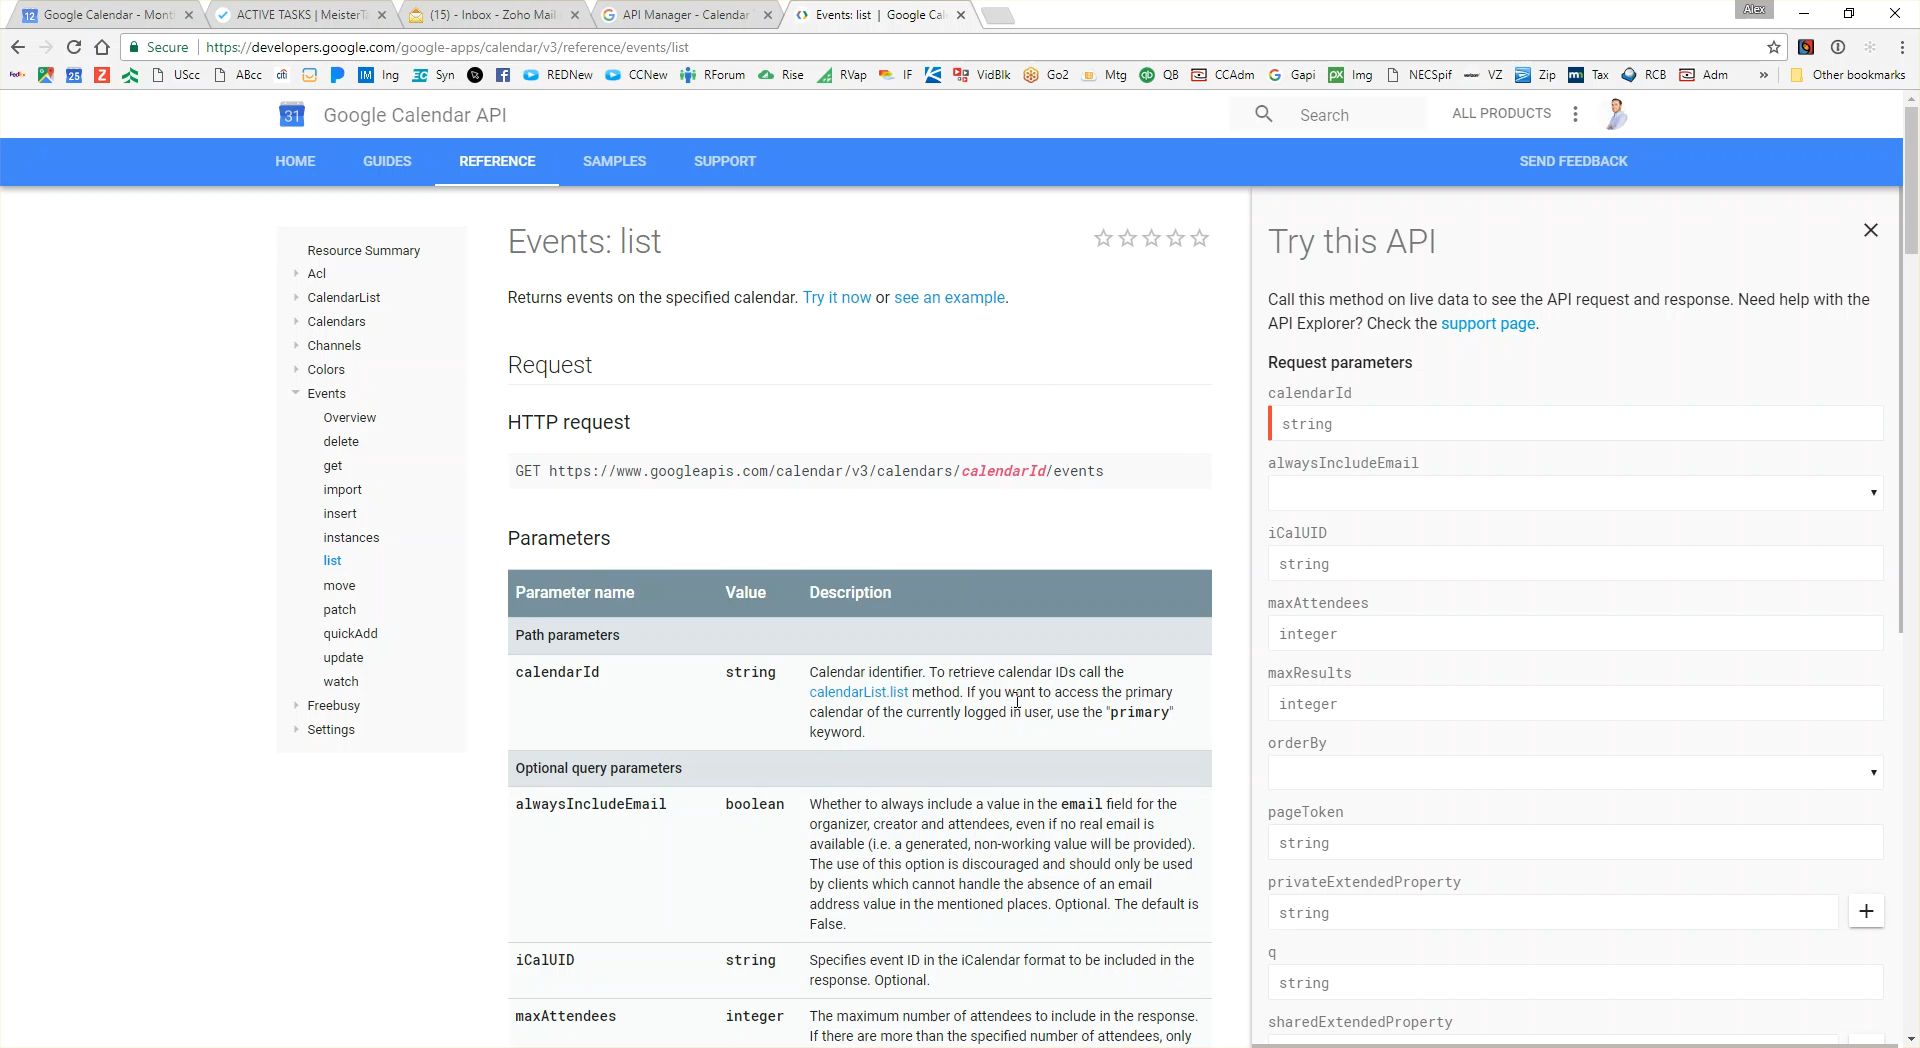 Google Calendar - Mont
ACTIVE TASKS | MeisterTa
(15) - Inbox - Zoho Mail
API Manager - Calendar
Events: list  |  Google Cal
Alex
Secure
https://developers.google.com/google-apps/calendar/v3/reference/events/list
FedEx
25
UScc
ABcc
citi
IM
Ing
EC
Syn
REDNew
CCNew
RForum
Rise
RVap
IF
VidBlk
Go2
Mtg
qb
QB
CCAdm
Gapi
px
Img
NECSpif
VZ
Zip
Tax
RCB
Adm
»
Other bookmarks
31
Google Calendar API
Search
ALL PRODUCTS
HOME
GUIDES
REFERENCE
SAMPLES
SUPPORT
SEND FEEDBACK
Resource Summary
Acl
CalendarList
Calendars
Channels
Colors
Events
Overview
delete
get
import
insert
instances
list
move
patch
quickAdd
update
watch
Freebusy
Settings
Events: list
Returns events on the specified calendar. Try it now or see an example.
Request
HTTP request
GET https://www.googleapis.com/calendar/v3/calendars/calendarId/events
Parameters
Parameter name
Value
Description
Path parameters
calendarId
string
Calendar identifier. To retrieve calendar IDs call the
calendarList.list method. If you want to access the primary
calendar of the currently logged in user, use the "primary"
keyword.
Optional query parameters
alwaysIncludeEmail
boolean
Whether to always include a value in the email field for the
organizer, creator and attendees, even if no real email is
available (i.e. a generated, non-working value will be provided).
The use of this option is discouraged and should only be used
by clients which cannot handle the absence of an email
address value in the mentioned places. Optional. The default is
False.
iCalUID
string
Specifies event ID in the iCalendar format to be included in the
response. Optional.
maxAttendees
integer
The maximum number of attendees to include in the response.
If there are more than the specified number of attendees, only
Try this API
Call this method on live data to see the API request and response. Need help with the
API Explorer? Check the support page.
Request parameters
calendarId
string
alwaysIncludeEmail
iCalUID
string
maxAttendees
integer
maxResults
integer
orderBy
pageToken
string
privateExtendedProperty
string
+
q
string
sharedExtendedProperty